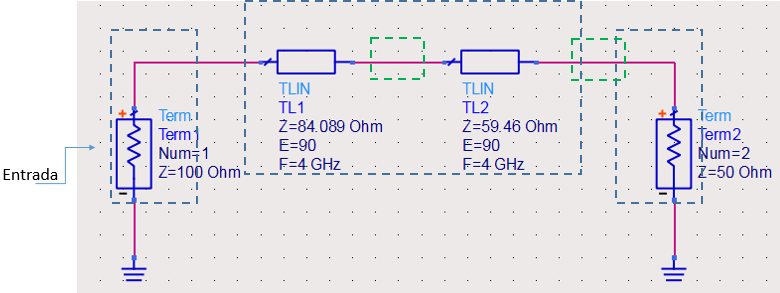 TLIN
TL1
Z=84.089 Ohm
E=90
F=4 GHz
TLIN
TL2
Z=59.46 Ohm
E=90
F=4 GHz
+
Term
Term1
Num=1
Z=100 Ohm
-
Entrada
+
Term
Term2
Num=2
Z=50 Ohm
-